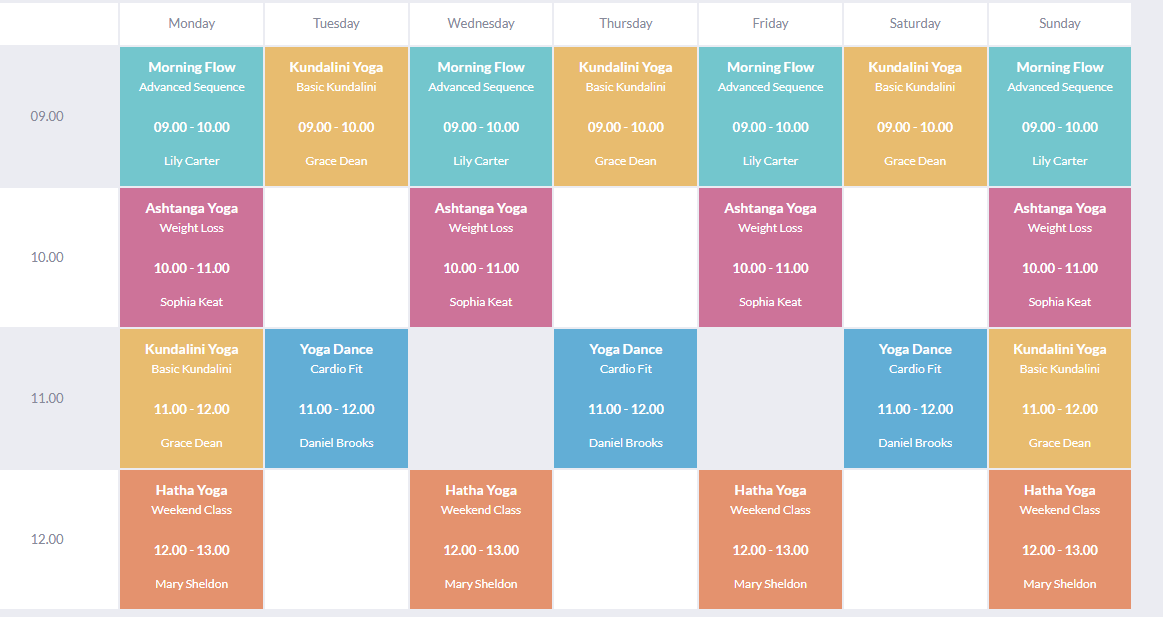 Monday Tuesday Wednesday Thursday Friday Saturday Sunday
09.00
Morning Flow
Advanced Sequence
09.00 - 10.00
Lily Carter
Kundalini Yoga
Basic Kundalini
09.00 - 10.00
Grace Dean
Morning Flow
Advanced Sequence
09.00 - 10.00
Lily Carter
Kundalini Yoga
Basic Kundalini
09.00 - 10.00
Grace Dean
Morning Flow
Advanced Sequence
09.00 - 10.00
Lily Carter
Kundalini Yoga
Basic Kundalini
09.00 - 10.00
Grace Dean
Morning Flow
Advanced Sequence
09.00 - 10.00
Lily Carter
10.00
Ashtanga Yoga
Weight Loss
10.00 - 11.00
Sophia Keat
Ashtanga Yoga
Weight Loss
10.00 - 11.00
Sophia Keat
Ashtanga Yoga
Weight Loss
10.00 - 11.00
Sophia Keat
Ashtanga Yoga
Weight Loss
10.00 - 11.00
Sophia Keat
11.00
Kundalini Yoga
Basic Kundalini
11.00 - 12.00
Grace Dean
Yoga Dance
Cardio Fit
11.00 - 12.00
Daniel Brooks
Yoga Dance
Cardio Fit
11.00 - 12.00
Daniel Brooks
Yoga Dance
Cardio Fit
11.00 - 12.00
Daniel Brooks
Kundalini Yoga
Basic Kundalini
11.00 - 12.00
Grace Dean
12.00
Hatha Yoga
Weekend Class
12.00 - 13.00
Mary Sheldon
Hatha Yoga
Weekend Class
12.00 - 13.00
Mary Sheldon
Hatha Yoga
Weekend Class
12.00 - 13.00
Mary Sheldon
Hatha Yoga
Weekend Class
12.00 - 13.00
Mary Sheldon